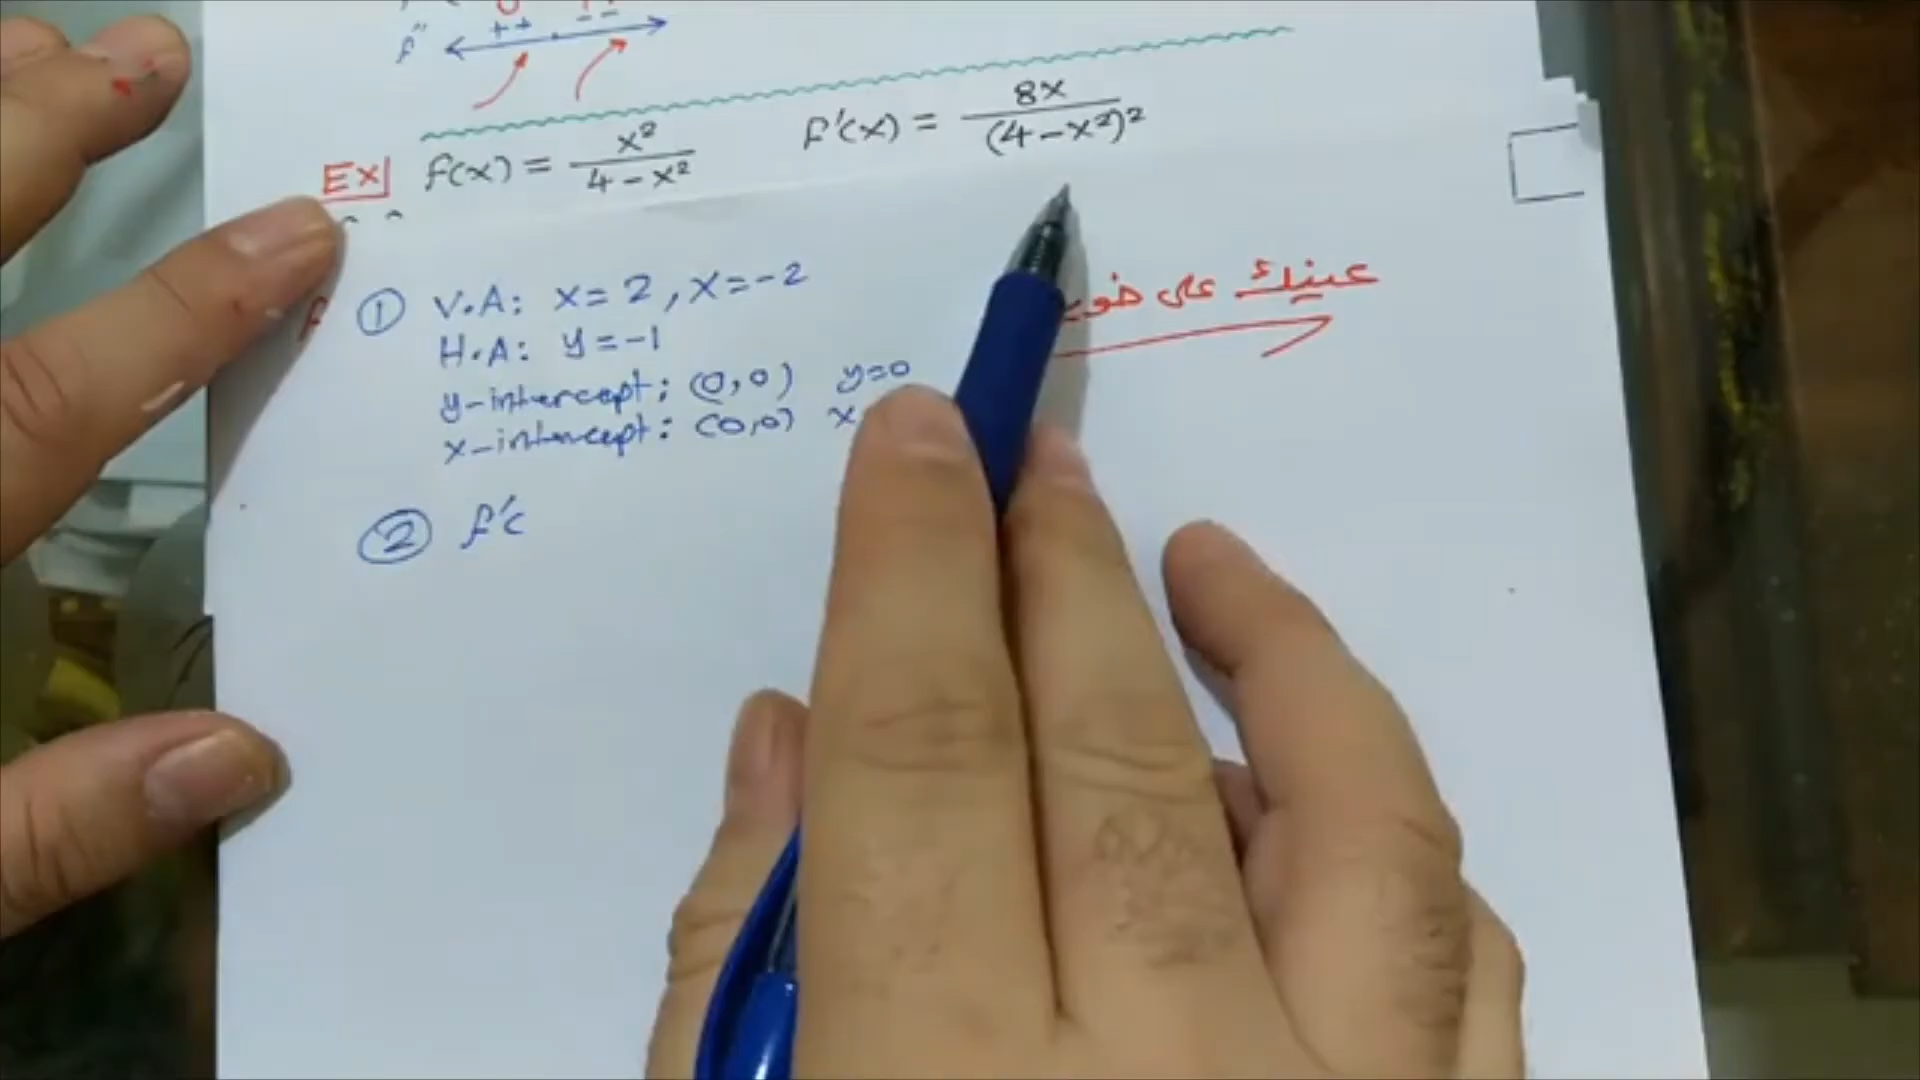 f" ++ --
Ex f(x) = x²/(4-x²) f'(x) = 8x/(4-x²)²
① V.A: x=2, x=-2
عينك على
H.A: y=-1
y-intercept: (0,0) y=0
x-intercept: (0,0) x
② f'(